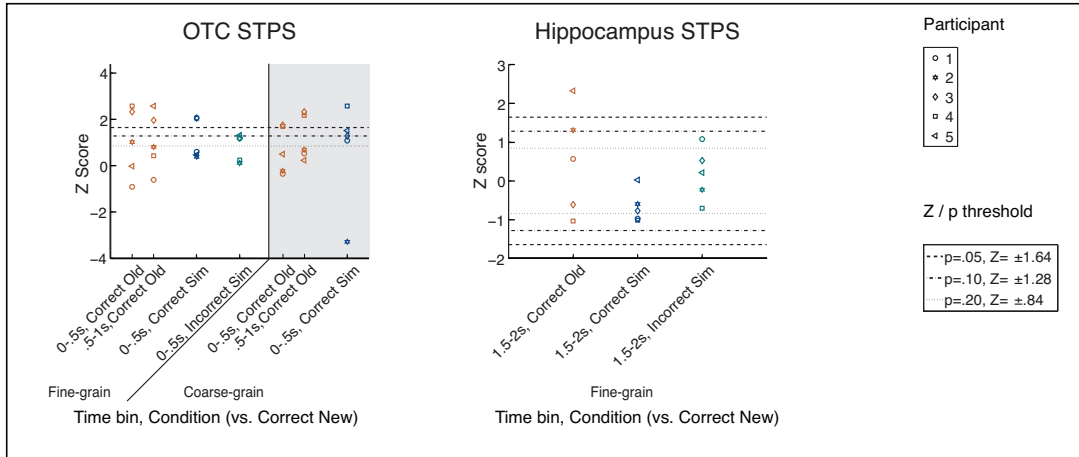 OTC STPS
4
2
0
−2
−4
Z Score
0-.5s, Correct Old
.5-1s,Correct Old
0-.5s, Correct Sim
0-.5s, Incorrect Sim
0-.5s, Correct Old
.5-1s,Correct Old
0-.5s, Correct Sim
Fine-grain
Coarse-grain
Time bin, Condition (vs. Correct New)
Hippocampus STPS
3
2
1
0
−1
−2
Z score
1.5-2s, Correct Old
1.5-2s, Correct Sim
1.5-2s, Incorrect Sim
Fine-grain
Time bin, Condition (vs. Correct New)
Participant
1
2
3
4
5
Z / p threshold
p=.05, Z= ±1.64
p=.10, Z= ±1.28
p=.20, Z= ±.84